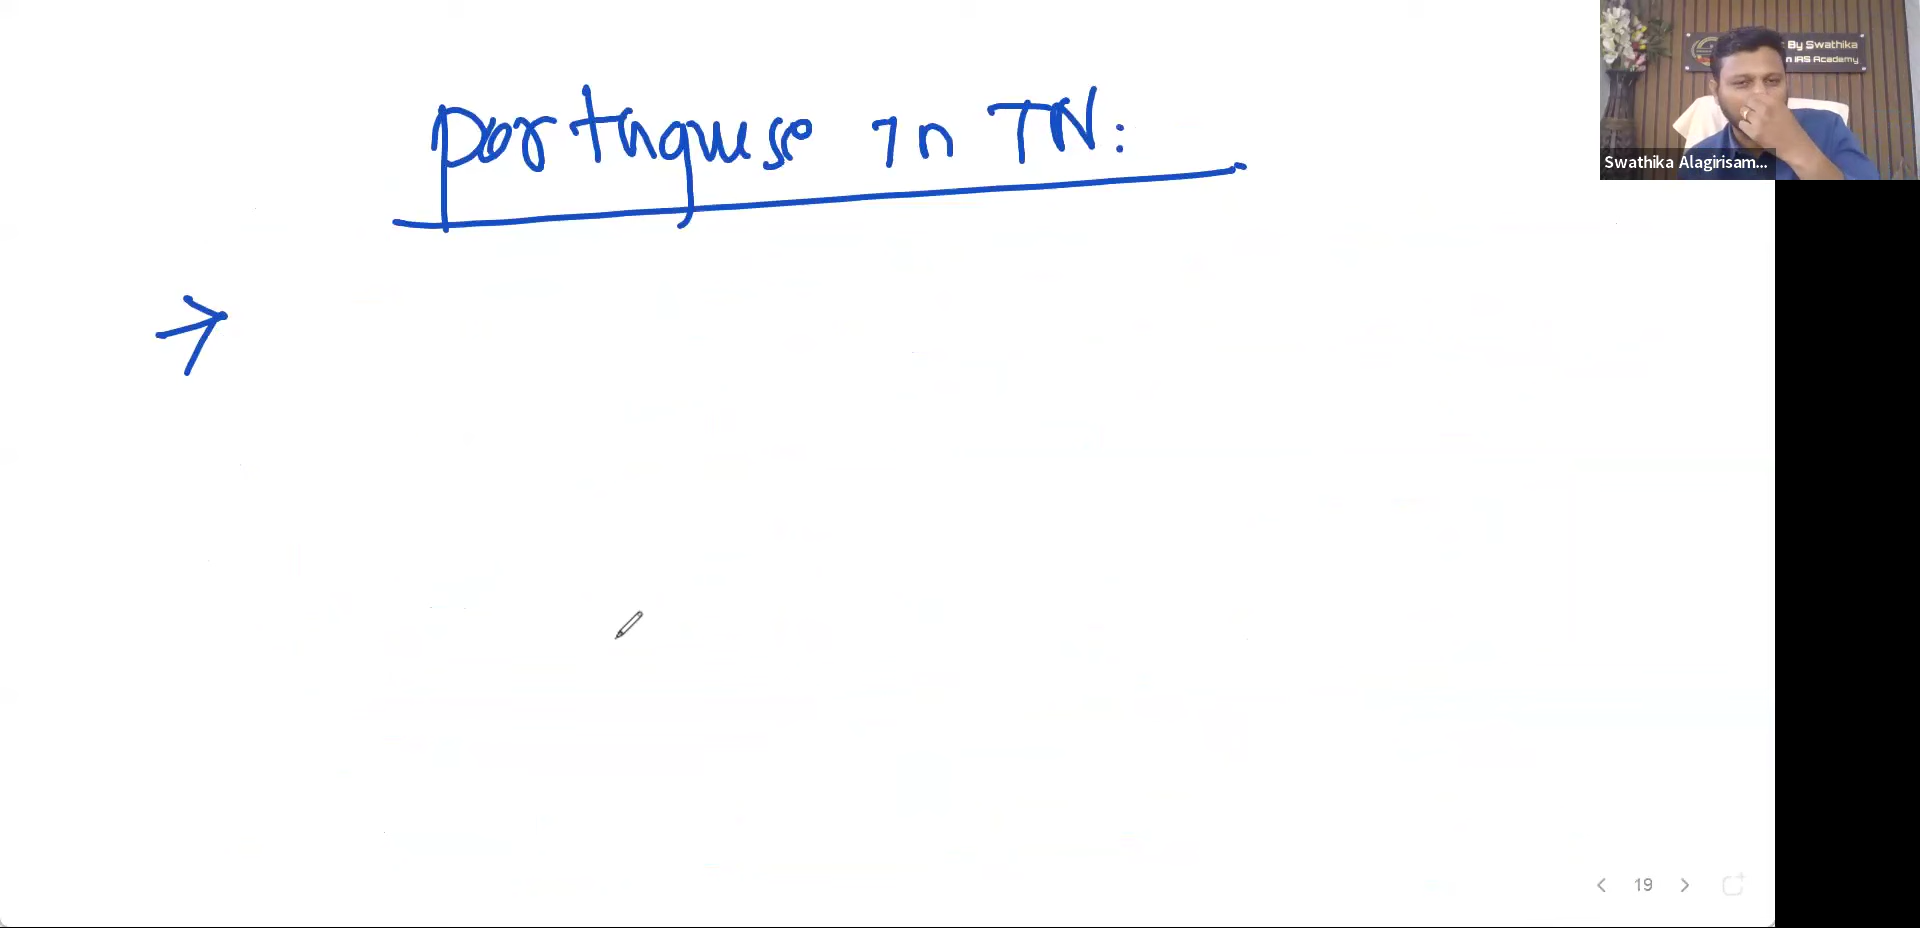 portuguse in TN:
→
By Swathika
n IAS Academy
Swathika Alagirisam...
19